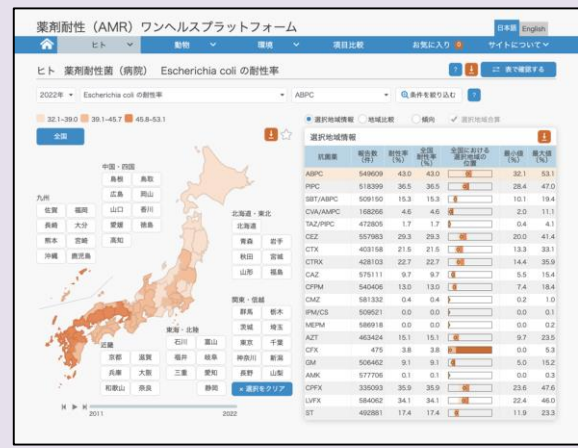 薬剤耐性（AMR）ワンヘルスプラットフォーム
日本語 English
ヒト 動物 環境 項目比較 お気に入り 0 サイトについて
ヒト 薬剤耐性菌（病院） Escherichia coli の耐性率
? 表で確認する
2022年 Escherichia coli の耐性率 ABPC 条件を絞り込む ?
32.1–39.0 39.1–45.7 45.8–53.1
選択地域情報 地域比較 傾向 選択地域合算
全国
中国・四国
島根 鳥取
広島 岡山
山口 香川
愛媛 徳島
高知
九州
佐賀 福岡
長崎 大分
熊本 宮崎
沖縄 鹿児島
北海道・東北
北海道
青森 岩手
秋田 宮城
山形 福島
関東・信越
群馬 栃木
茨城 埼玉
東京 千葉
神奈川 新潟
長野 山梨
東海・北陸
石川 富山
福井 岐阜
三重 愛知
静岡
近畿
京都 滋賀
兵庫 大阪
和歌山 奈良
× 選択をクリア
2011 2022
選択地域情報
抗菌薬 報告数（件） 耐性率（%） 全国耐性率（%） 全国における選択地域の位置 最小値（%） 最大値（%）
ABPC 549609 43.0 43.0 32.1 53.1
PIPC 518399 36.5 36.5 28.4 47.0
SBT/ABPC 509150 15.3 15.3 10.1 19.4
CVA/AMPC 168266 4.6 4.6 2.0 11.1
TAZ/PIPC 472805 1.7 1.7 0.4 4.1
CEZ 557983 29.3 29.3 20.0 41.4
CTX 403158 21.5 21.5 13.3 33.1
CTRX 428103 22.7 22.7 14.4 35.9
CAZ 575111 9.7 9.7 5.5 15.4
CFPM 540406 13.0 13.0 7.4 18.4
CMZ 581332 0.4 0.4 0.2 1.0
IPM/CS 509521 0.0 0.0 0.0 0.1
MEPM 586918 0.0 0.0 0.0 0.2
AZT 463424 15.1 15.1 9.7 23.5
CFX 475 3.8 3.8 0.0 5.3
GM 506462 9.1 9.1 5.0 15.2
AMK 577706 0.1 0.1 0.0 0.3
CPFX 335093 35.9 35.9 23.6 47.6
LVFX 584062 34.1 34.1 22.4 46.0
ST 492881 17.4 17.4 11.9 23.3